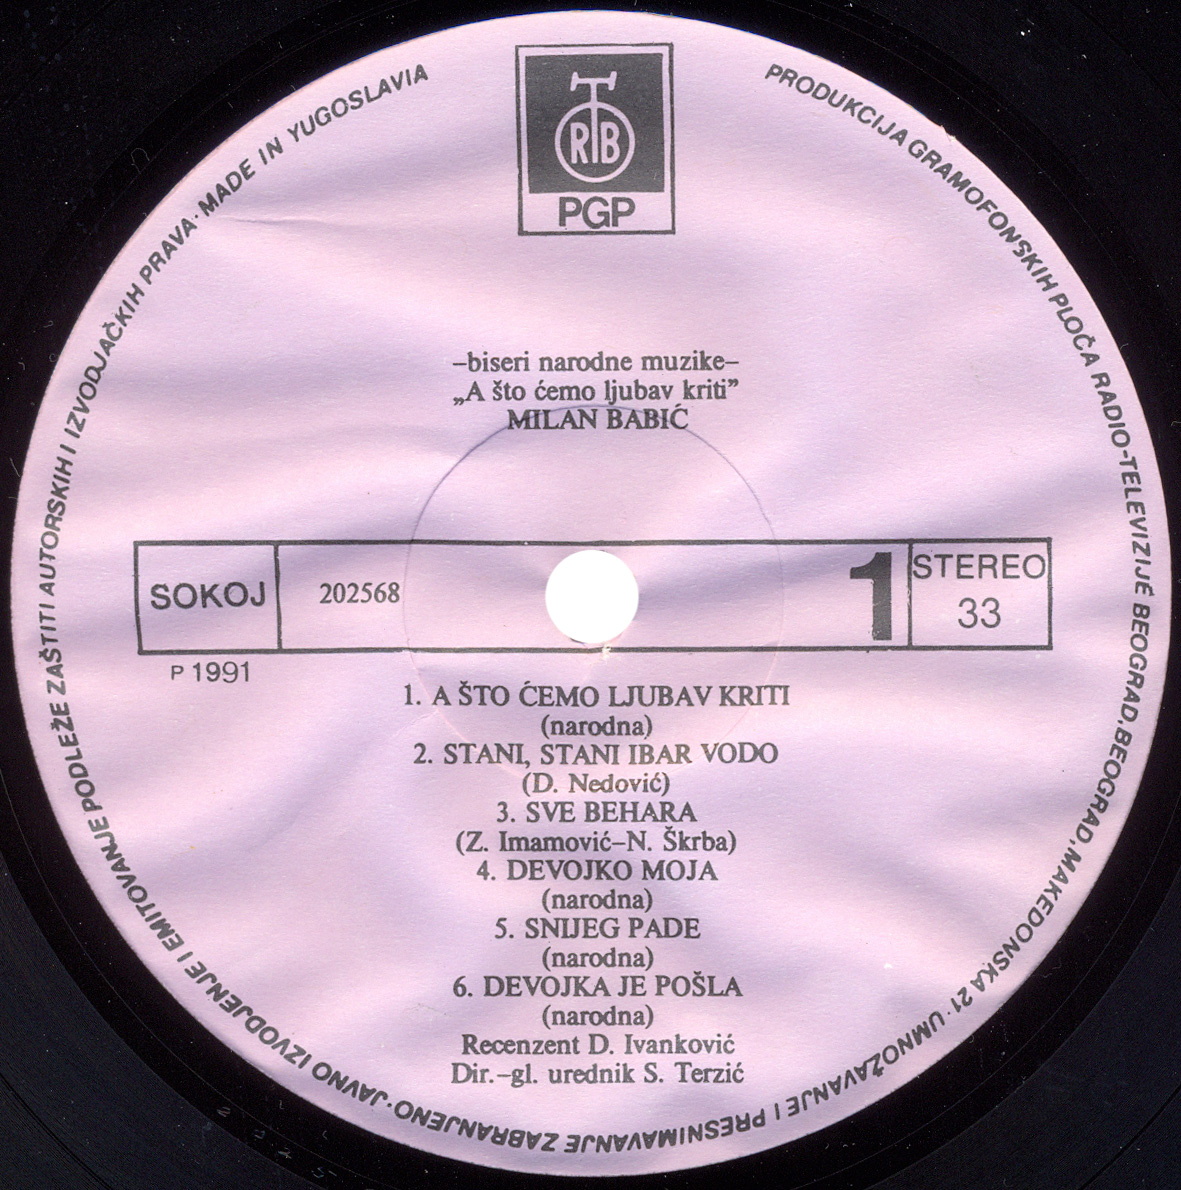 RTB
PGP
PRODUKCIJA GRAMOFONSKIH PLOČA RADIO-TELEVIZIJE BEOGRAD, BEOGRAD, MAKEDONSKA 21 · UMNOŽAVANJE I PRESNIMAVANJE ZABRANJENO · JAVNO IZVODJENJE I EMITOVANJE PODLEŽE ZAŠTITI AUTORSKIH I IZVODJAČKIH PRAVA · MADE IN YUGOSLAVIA
–biseri narodne muzike–
„A što ćemo ljubav kriti”
MILAN BABIĆ
SOKOJ 202568 1 STEREO
33
P 1991
1. A ŠTO ĆEMO LJUBAV KRITI
(narodna)
2. STANI, STANI IBAR VODO
(D. Nedović)
3. SVE BEHARA
(Z. Imamović–N. Škrba)
4. DEVOJKO MOJA
(narodna)
5. SNIJEG PADE
(narodna)
6. DEVOJKA JE POŠLA
(narodna)
Recenzent D. Ivanković
Dir.–gl. urednik S. Terzić